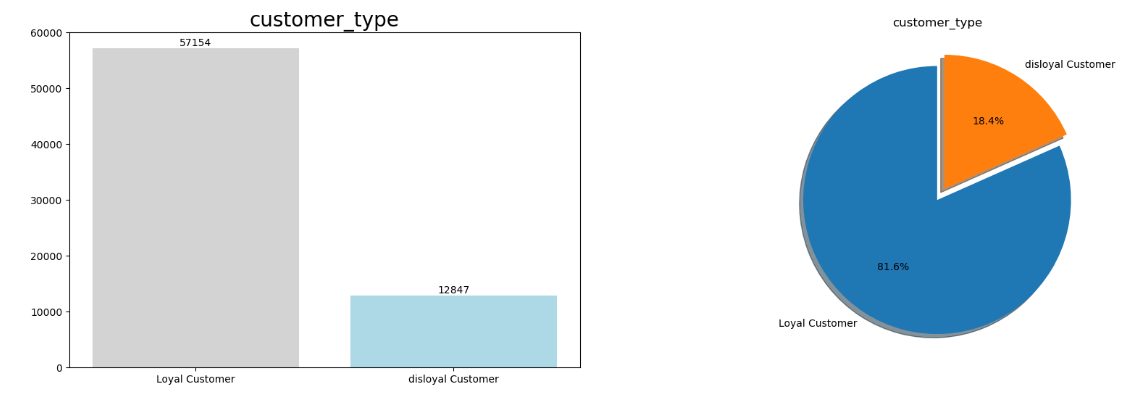 customer_type
60000
50000
40000
30000
20000
10000
0
57154
12847
Loyal Customer
disloyal Customer
customer_type
disloyal Customer
18.4%
81.6%
Loyal Customer